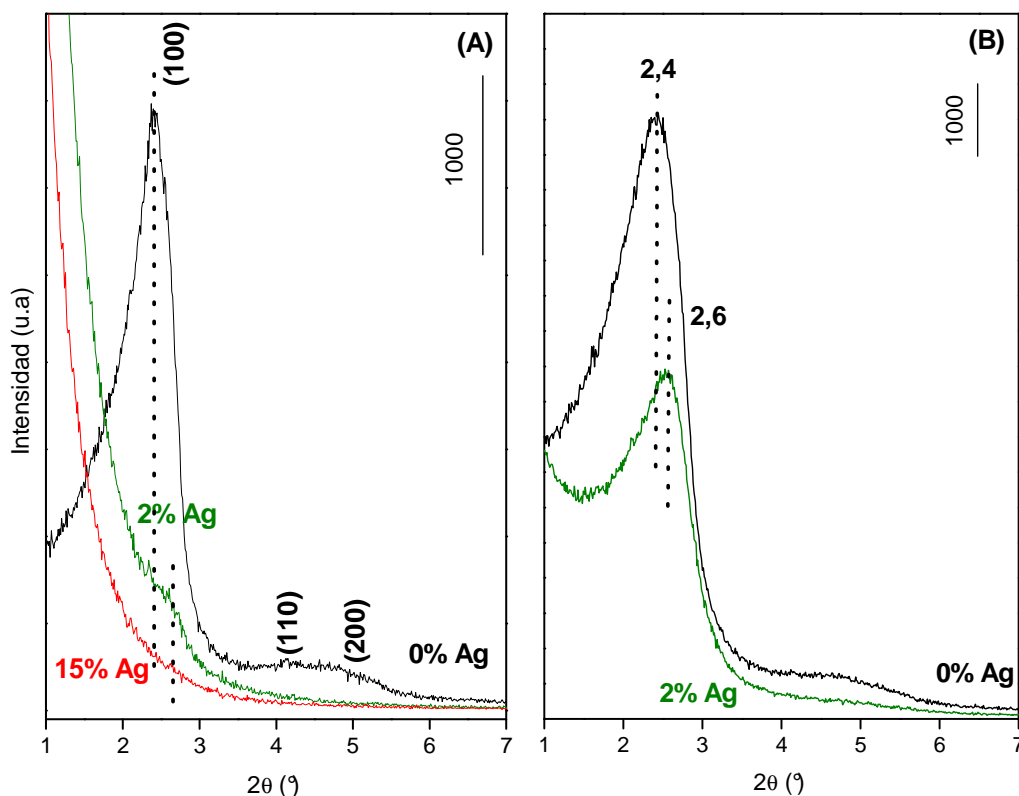 (A)
(100)
1000
Intensidad (u.a)
2% Ag
15% Ag
(110)
(200)
0% Ag
1 2 3 4 5 6 7
2θ (°)
(B)
2,4
1000
2,6
0% Ag
2% Ag
1 2 3 4 5 6 7
2θ (°)